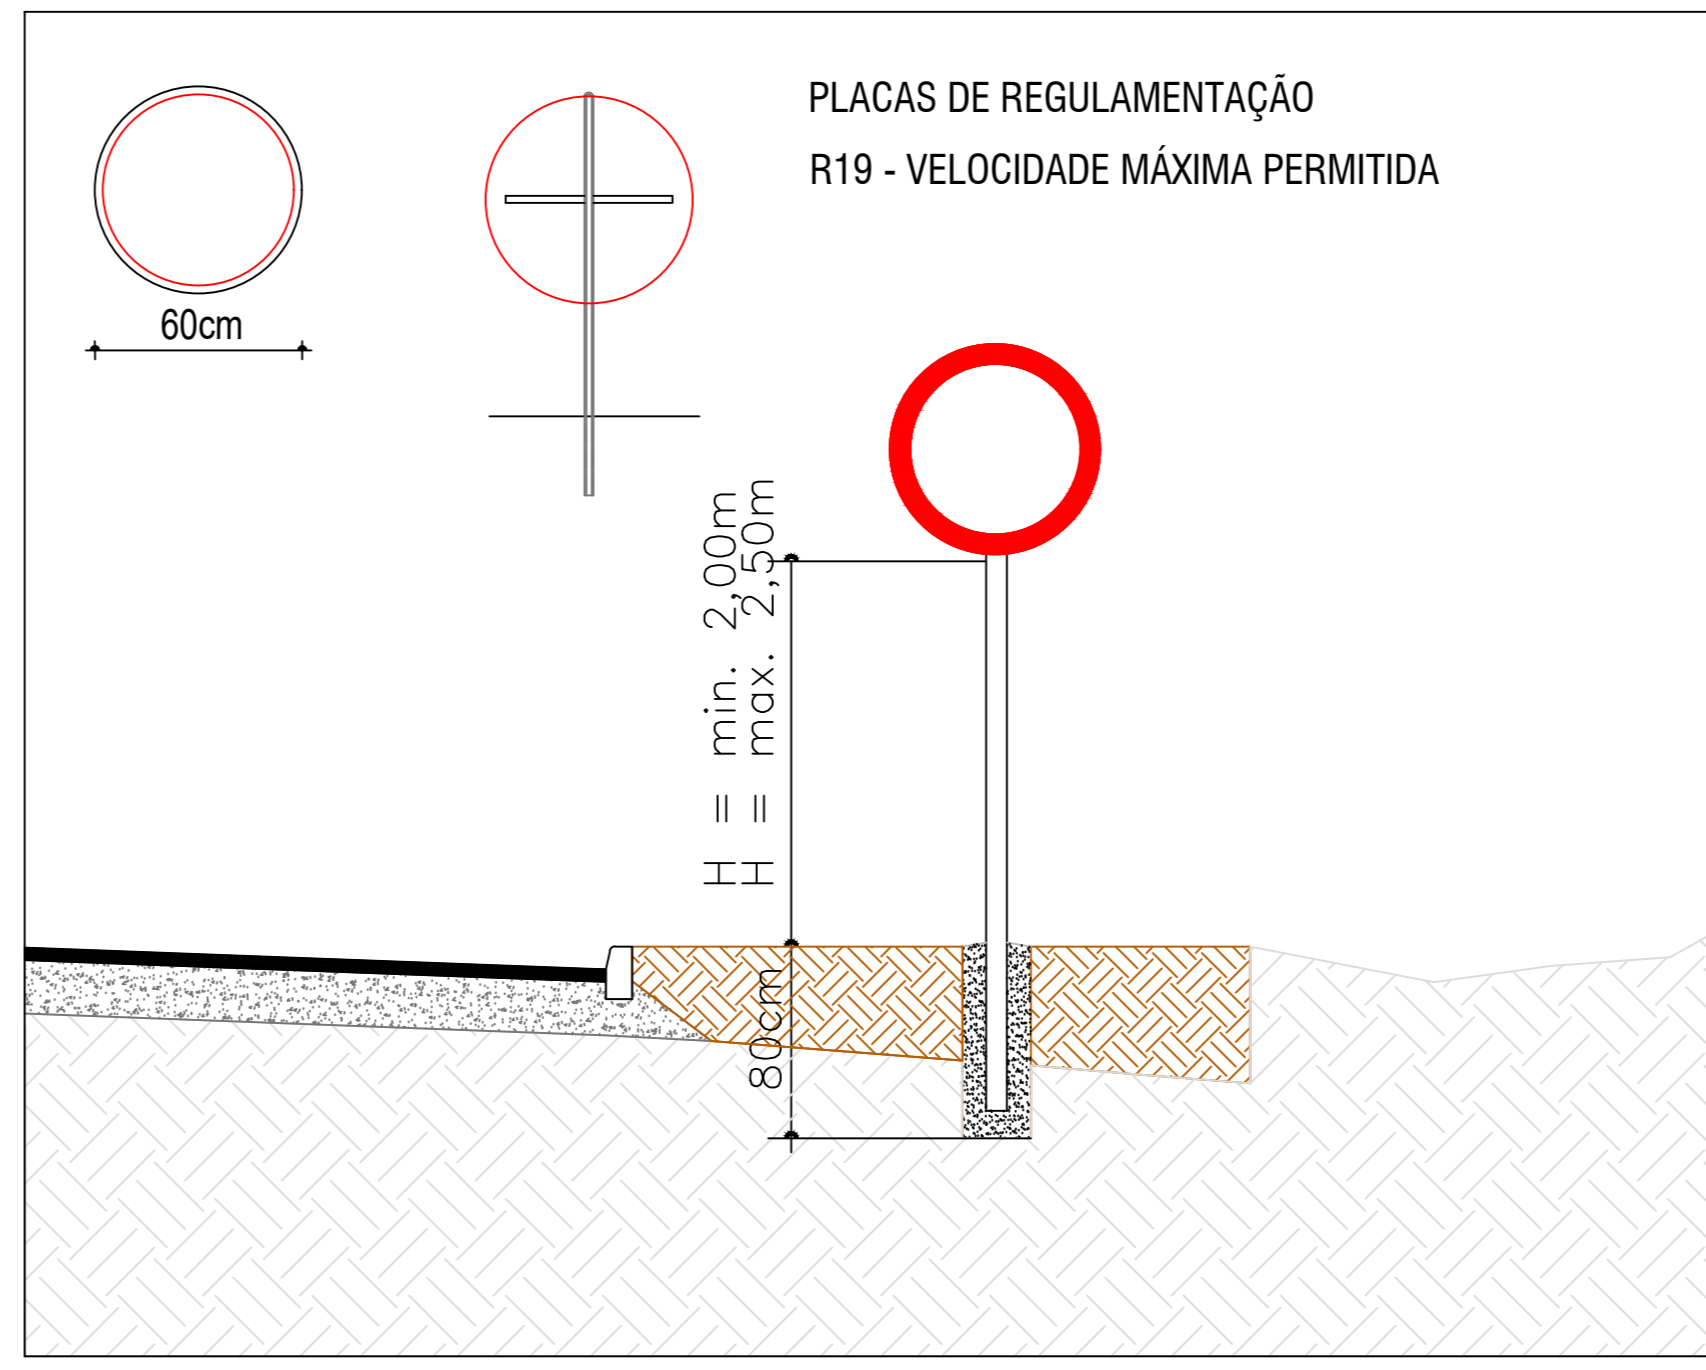 PLACAS DE REGULAMENTAÇÃO
R19 - VELOCIDADE MÁXIMA PERMITIDA
60cm
H = min. 2,00m
H = max. 2,50m
80cm